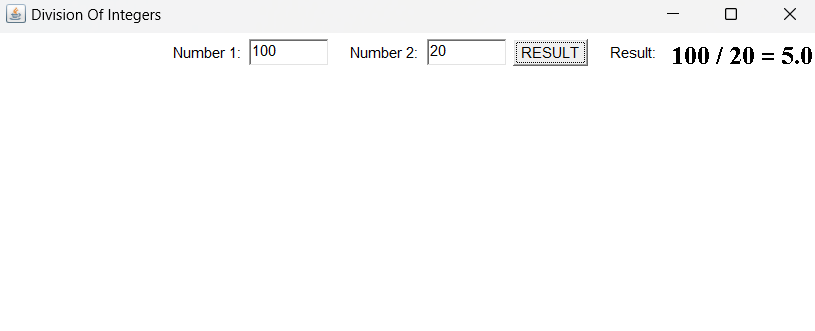 Division Of Integers
Number 1: 100 Number 2: 20 RESULT Result: 100 / 20 = 5.0